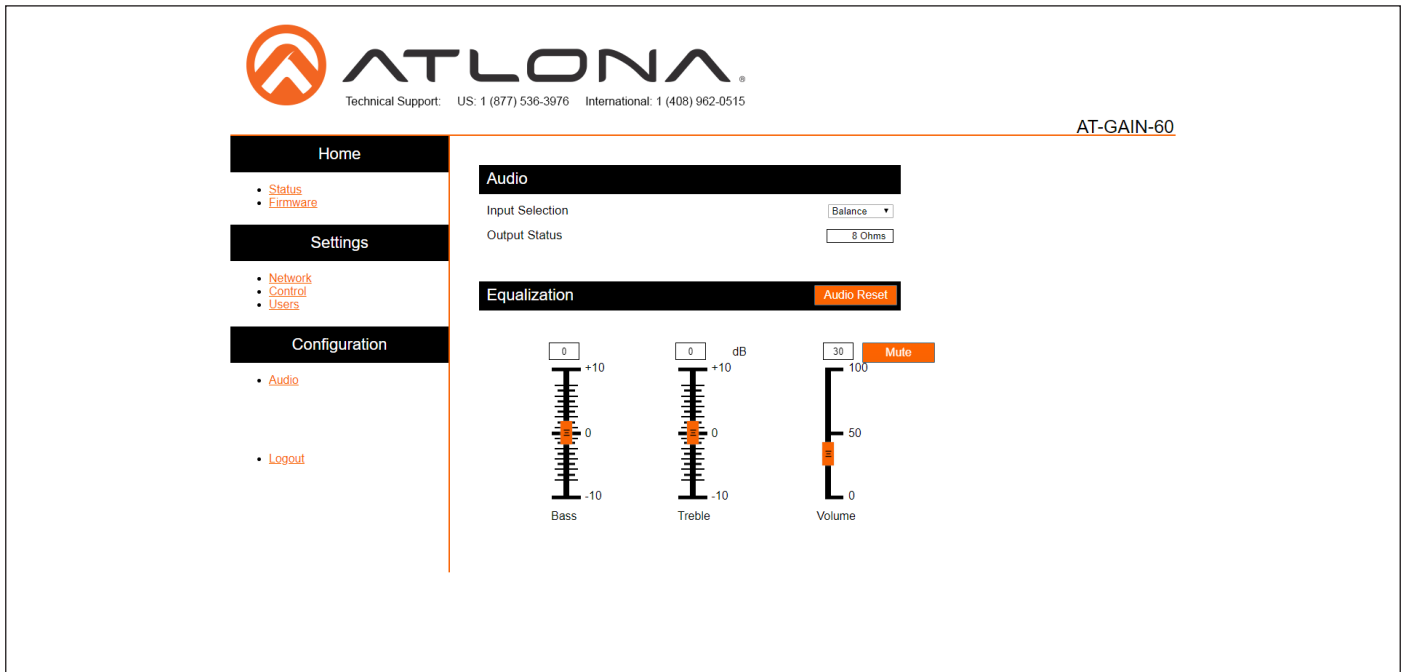 ATLONA®
Technical Support: US: 1 (877) 536-3976 International: 1 (408) 962-0515
AT-GAIN-60
Home
Status
Firmware
Settings
Network
Control
Users
Configuration
Audio
Logout
Audio
Input Selection Balance
Output Status 8 Ohms
Equalization Audio Reset
0 0 dB 30 Mute
+10 +10 100
0 0 50
-10 -10 0
Bass Treble Volume